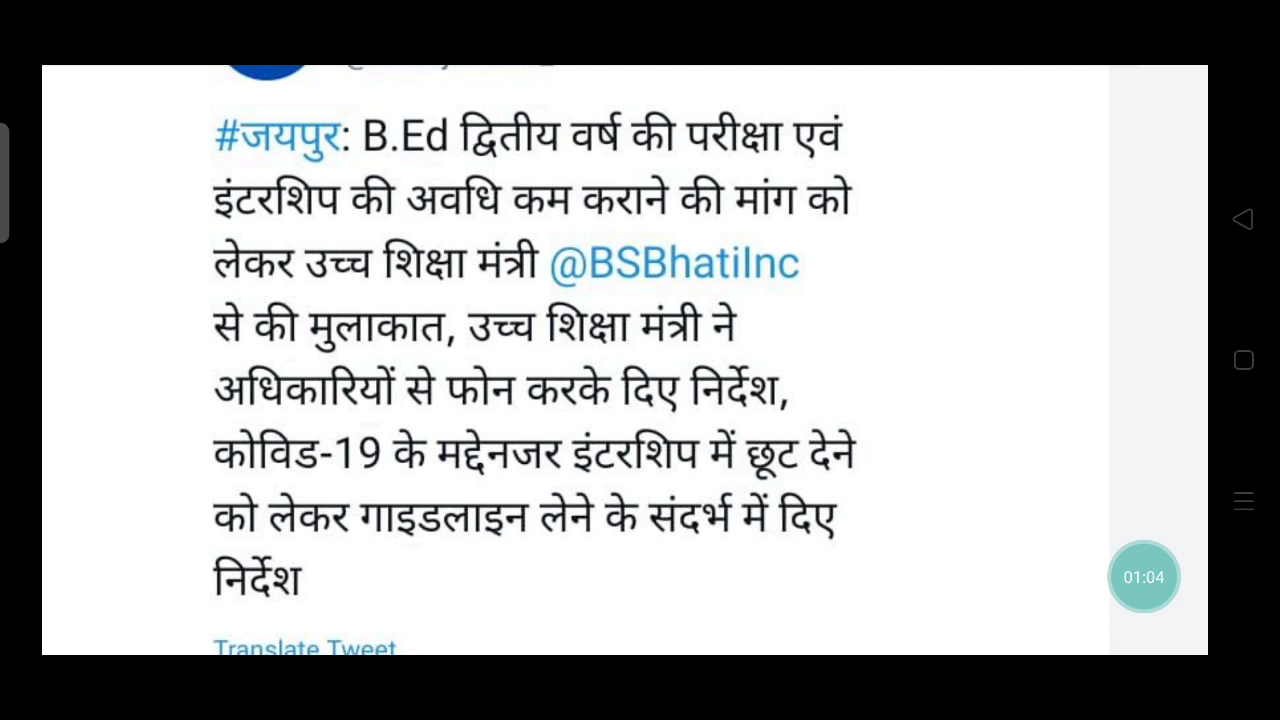 #जयपुर: B.Ed द्वितीय वर्ष की परीक्षा एवं
इंटरशिप की अवधि कम कराने की मांग को
लेकर उच्च शिक्षा मंत्री @BSBhatiInc
से की मुलाकात, उच्च शिक्षा मंत्री ने
अधिकारियों से फोन करके दिए निर्देश,
कोविड-19 के मद्देनजर इंटरशिप में छूट देने
को लेकर गाइडलाइन लेने के संदर्भ में दिए
निर्देश
01:04
Translate Tweet